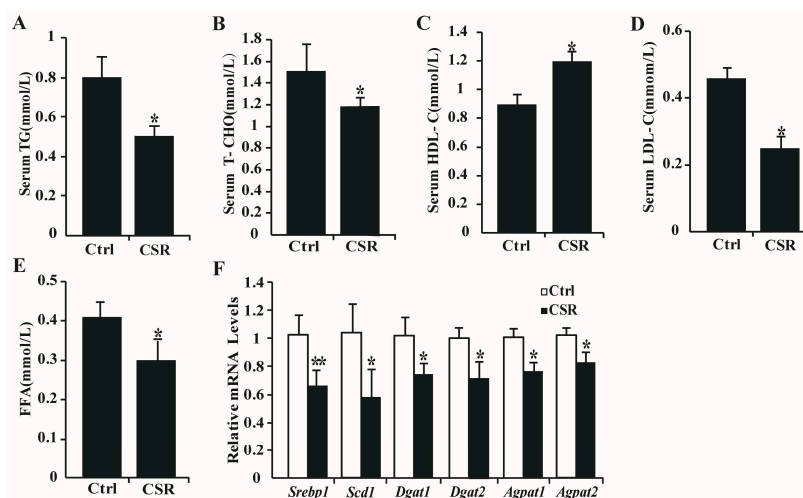 A
Serum TG(mmol/L)
1
0.8
0.6
0.4
0.2
0
*
Ctrl CSR
B
Serum T- CHO(mmol/L)
1.8
1.6
1.4
1.2
1
0.8
0.6
0.4
0.2
0
*
Ctrl CSR
C
Serum HDL- C(mmol/L)
1.4
1.2
1
0.8
0.6
0.4
0.2
0
*
Ctrl CSR
D
Serum LDL- C(mmom/L)
0.6
0.4
0.2
0
*
Ctrl CSR
E
FFA(mmol/L)
0.5
0.4
0.3
0.2
0.1
0
*
Ctrl CSR
F
Relative mRNA Levels
1.4
1.2
1
0.8
0.6
0.4
0.2
0
Ctrl
CSR
** * * * * *
Srebp1 Scd1 Dgat1 Dgat2 Agpat1 Agpat2